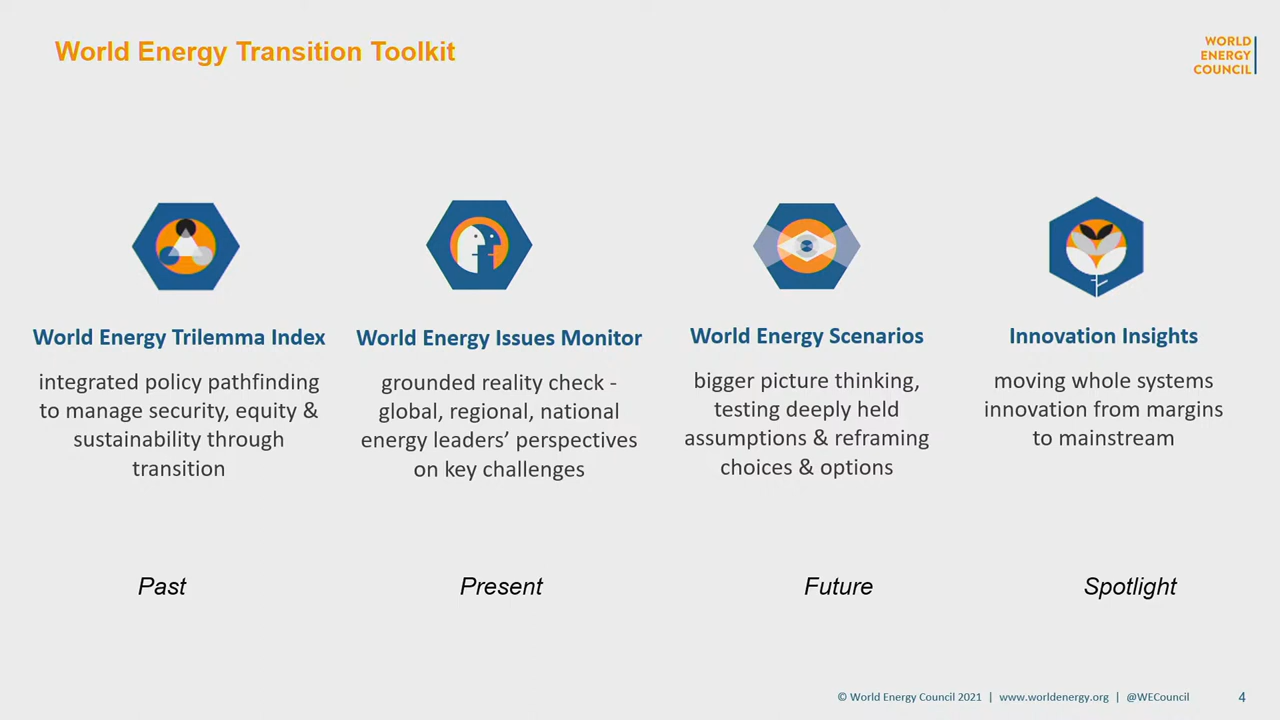 World Energy Transition Toolkit
WORLD
ENERGY
COUNCIL
World Energy Trilemma Index
integrated policy pathfinding
to manage security, equity &
sustainability through
transition
World Energy Issues Monitor
grounded reality check -
global, regional, national
energy leaders’ perspectives
on key challenges
World Energy Scenarios
bigger picture thinking,
testing deeply held
assumptions & reframing
choices & options
Innovation Insights
moving whole systems
innovation from margins
to mainstream
Past
Present
Future
Spotlight
© World Energy Council 2021 | www.worldenergy.org | @WECouncil
4